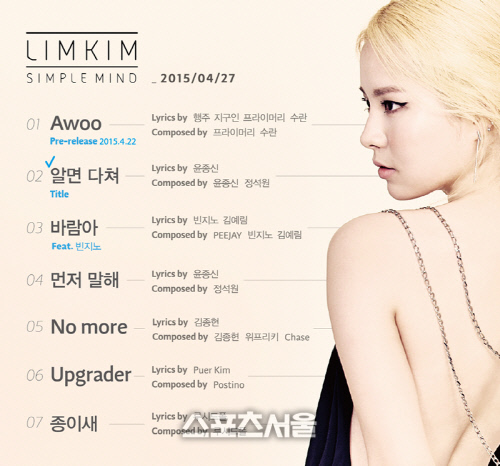 LIMKIM
SIMPLE MIND _ 2015/04/27
01 Awoo
Pre-release 2015.4.22
Lyrics by 행주 지구인 프라이머리 수란
Composed by 프라이머리 수란
02 알면 다쳐
Title
Lyrics by 윤종신
Composed by 윤종신 정석원
03 바람아
Feat. 빈지노
Lyrics by 빈지노 김예림
Composed by PEEJAY 빈지노 김예림
04 먼저 말해
Lyrics by 윤종신
Composed by 정석원
05 No more
Lyrics by 김종현
Composed by 김종현 위프리키 Chase
06 Upgrader
Lyrics by Puer Kim
Composed by Postino
07 종이새
Lyrics by
Composed by
스포츠서울